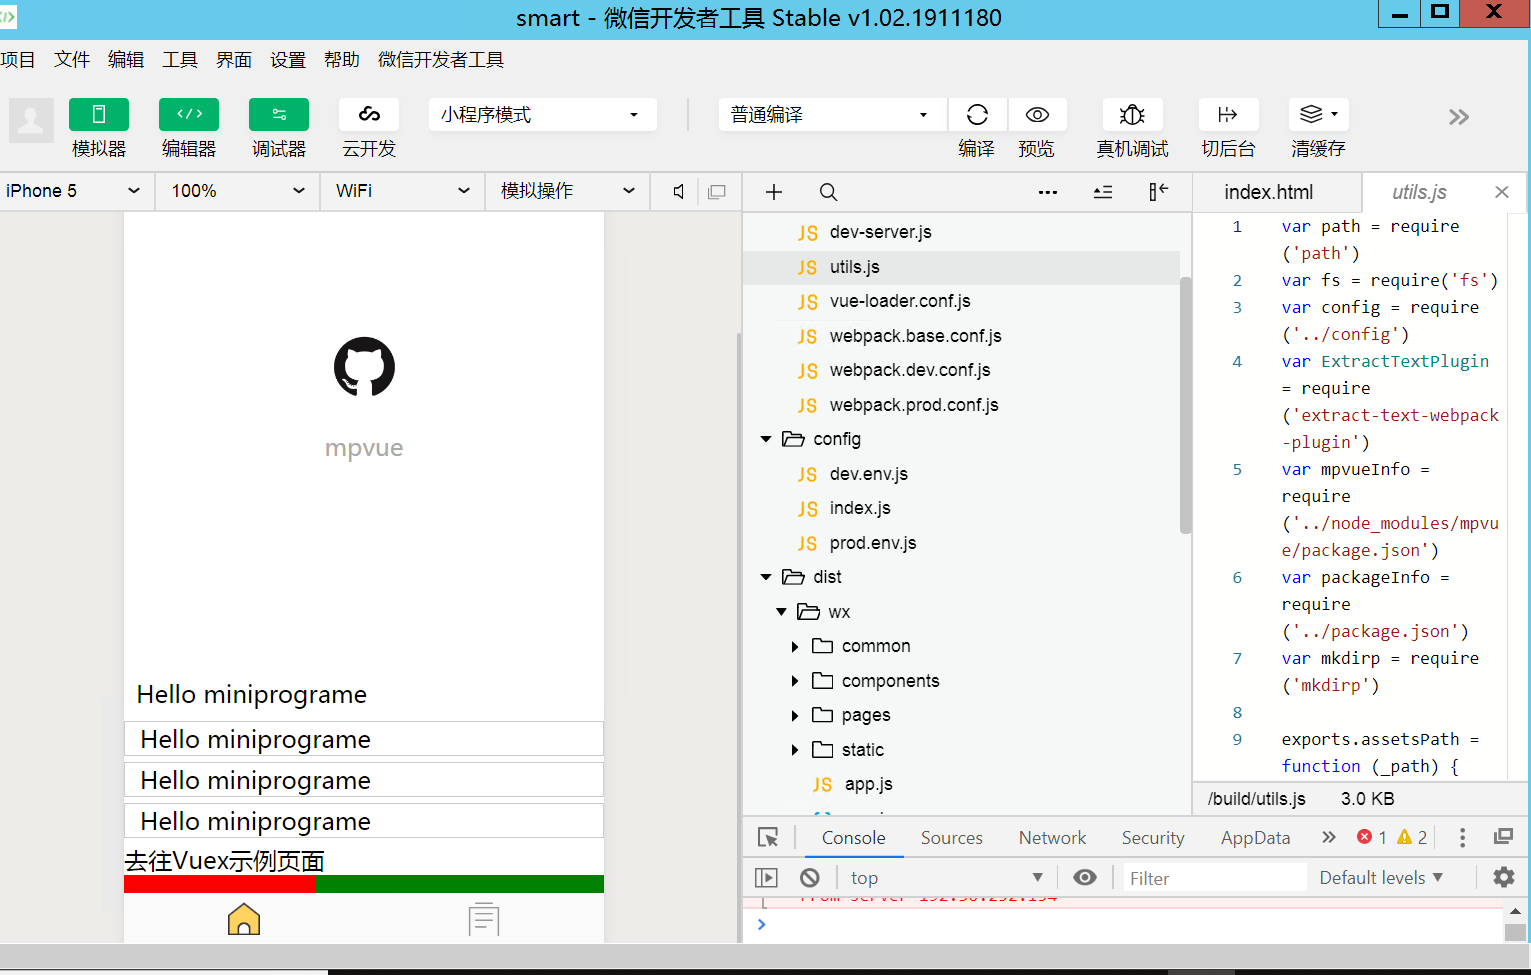 smart - 微信开发者工具 Stable v1.02.1911180
项目 文件 编辑 工具 界面 设置 帮助 微信开发者工具
小程序模式 普通编译
模拟器 编辑器 调试器 云开发 编译 预览 真机调试 切后台 清缓存
iPhone 5 100% WiFi 模拟操作
index.html utils.js
mpvue
Hello miniprograme
Hello miniprograme
Hello miniprograme
Hello miniprograme
去往Vuex示例页面
JS dev-server.js
JS utils.js
JS vue-loader.conf.js
JS webpack.base.conf.js
JS webpack.dev.conf.js
JS webpack.prod.conf.js
config
JS dev.env.js
JS index.js
JS prod.env.js
dist
wx
common
components
pages
static
JS app.js
1 var path = require
('path')
2 var fs = require('fs')
3 var config = require
('../config')
4 var ExtractTextPlugin
= require
('extract-text-webpack
-plugin')
5 var mpvueInfo =
require
('../node_modules/mpvu
e/package.json')
6 var packageInfo =
require
('../package.json')
7 var mkdirp = require
('mkdirp')
8
9 exports.assetsPath =
function (_path) {
/build/utils.js 3.0 KB
Console Sources Network Security AppData 1 2
top Filter Default levels